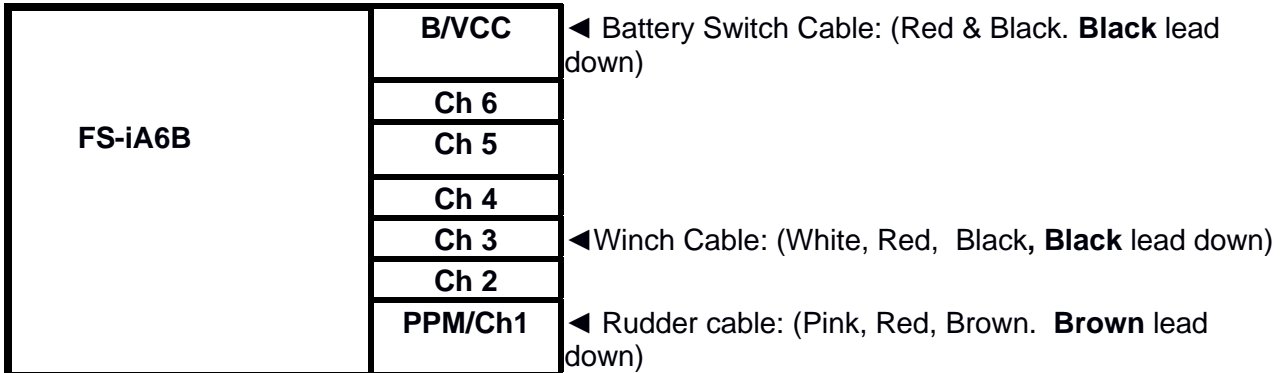 B/VCC ◄ Battery Switch Cable: (Red & Black. Black lead
down)
Ch 6
FS-iA6B
Ch 5
Ch 4
Ch 3 ◄Winch Cable: (White, Red, Black, Black lead down)
Ch 2
PPM/Ch1 ◄ Rudder cable: (Pink, Red, Brown. Brown lead
down)